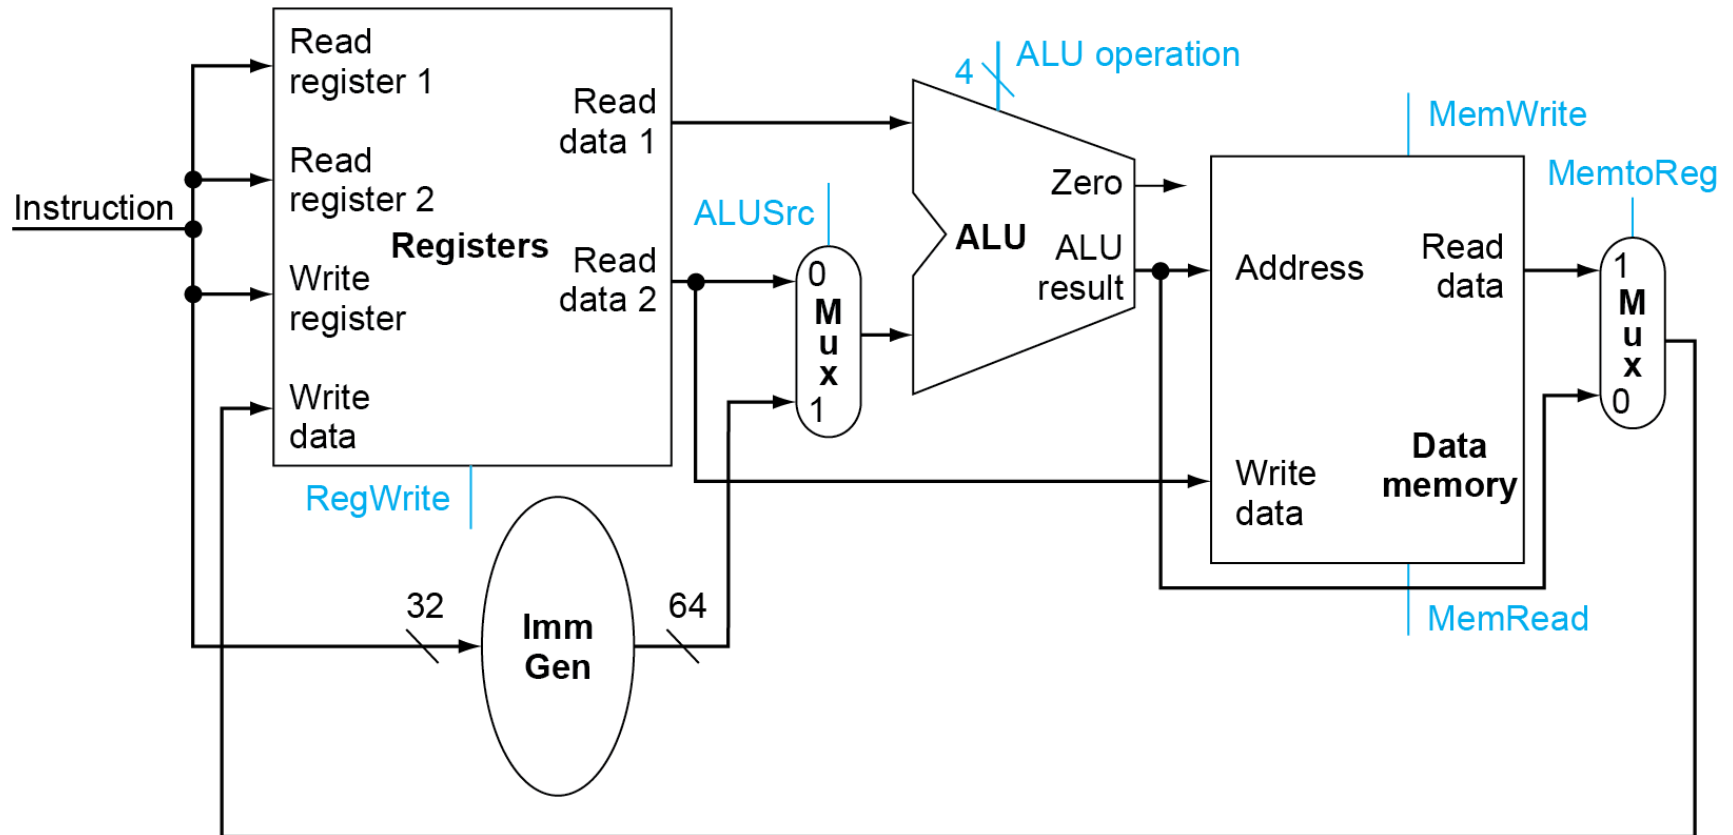 Instruction
Read
register 1
Read
register 2
Registers
Write
register
Write
data
Read
data 1
Read
data 2
RegWrite
32
Imm
Gen
64
ALUSrc
0
M
u
x
1
4
ALU operation
Zero
ALU
ALU
result
MemWrite
Address
Read
data
Write
data
Data
memory
MemRead
MemtoReg
1
M
u
x
0